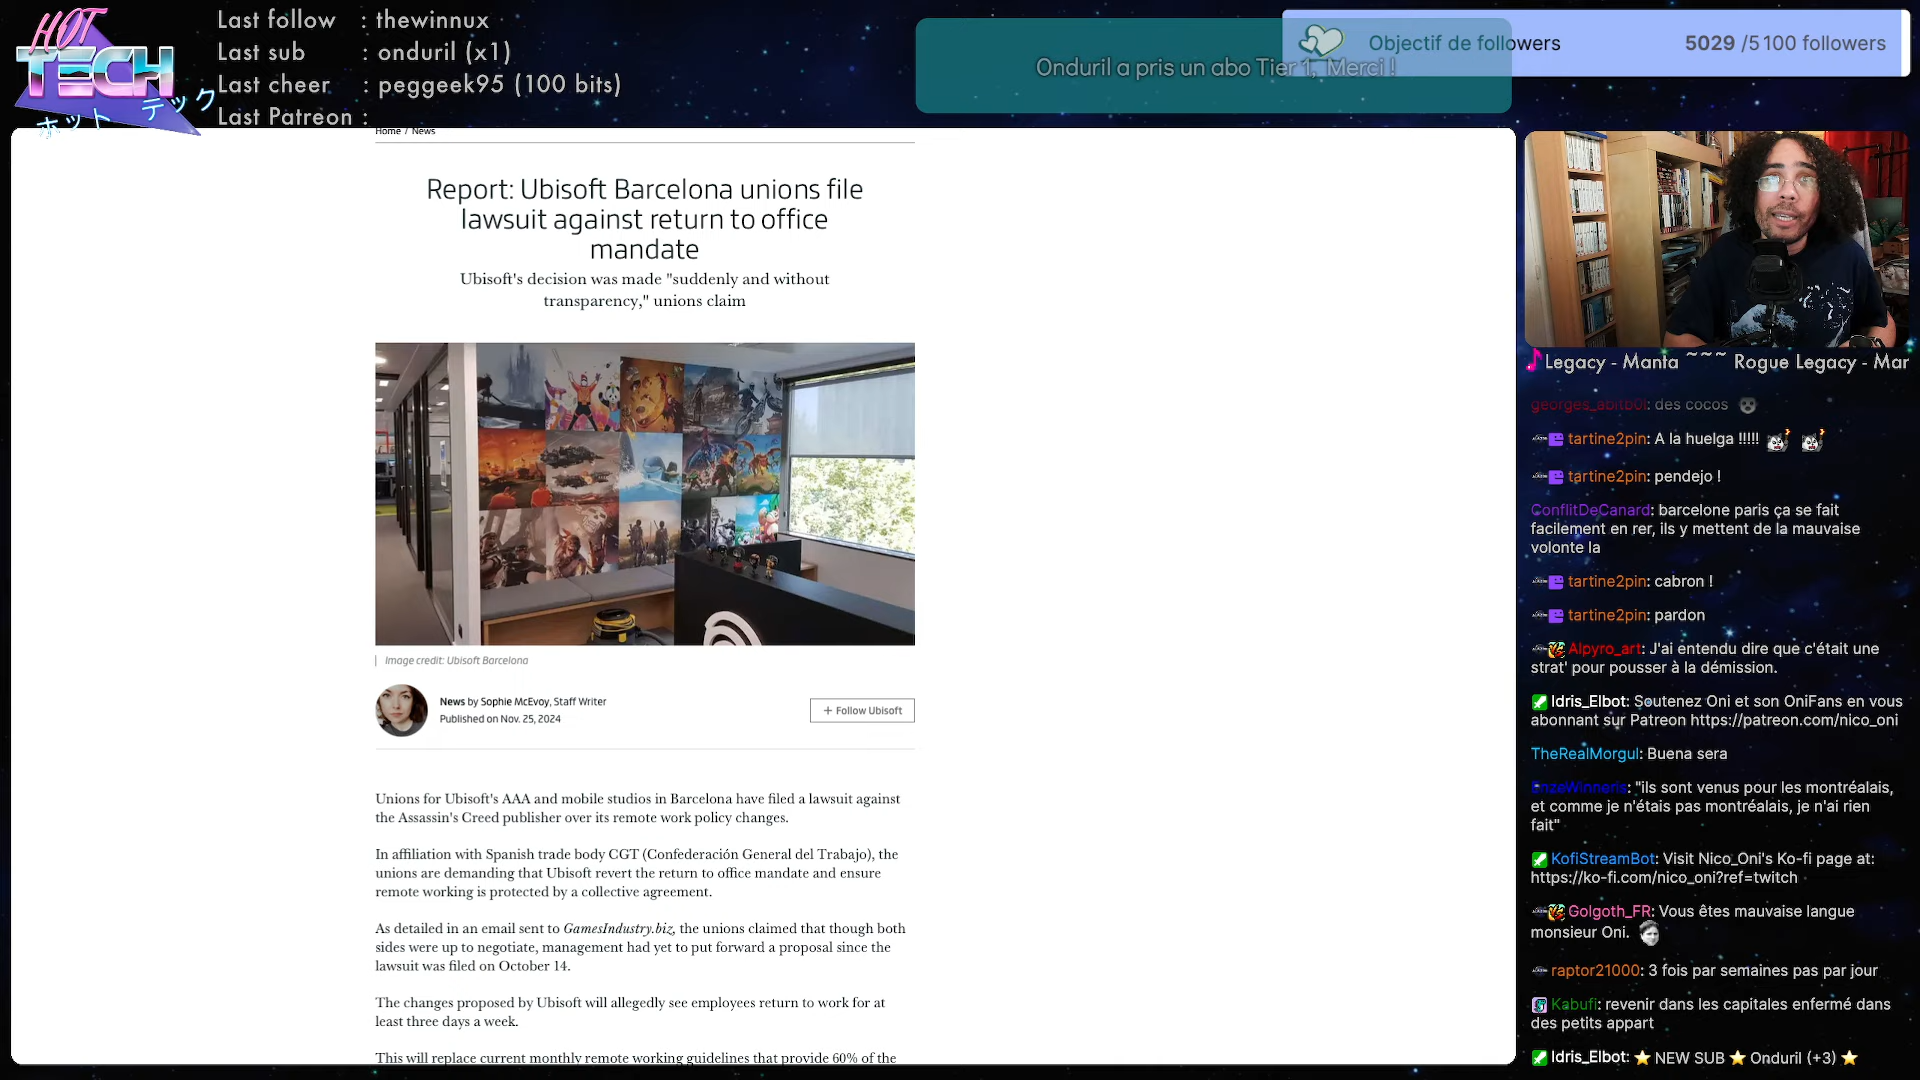 HOT
TECH
ホット テック
Last follow : thewinnux
Last sub : onduril (x1)
Last cheer : peggeek95 (100 bits)
Last Patreon :
Onduril a pris un abo Tier 1, Merci !
Objectif de followers
5029 /5 100 followers
Home / News
Report: Ubisoft Barcelona unions file
lawsuit against return to office
mandate
Ubisoft's decision was made "suddenly and without
transparency," unions claim
Image credit: Ubisoft Barcelona
News by Sophie McEvoy, Staff Writer
Published on Nov. 25, 2024
+ Follow Ubisoft
Unions for Ubisoft's AAA and mobile studios in Barcelona have filed a lawsuit against
the Assassin's Creed publisher over its remote work policy changes.
In affiliation with Spanish trade body CGT (Confederación General del Trabajo), the
unions are demanding that Ubisoft revert the return to office mandate and ensure
remote working is protected by a collective agreement.
As detailed in an email sent to GamesIndustry.biz, the unions claimed that though both
sides were up to negotiate, management had yet to put forward a proposal since the
lawsuit was filed on October 14.
The changes proposed by Ubisoft will allegedly see employees return to work for at
least three days a week.
This will replace current monthly remote working guidelines that provide 60% of the
Legacy - Manta ~~~ Rogue Legacy - Mar
georges_abitb0l: des cocos
tartine2pin: A la huelga !!!!!
tartine2pin: pendejo !
ConflitDeCanard: barcelone paris ça se fait
facilement en rer, ils y mettent de la mauvaise
volonte la
tartine2pin: cabron !
tartine2pin: pardon
Alpyro_art: J'ai entendu dire que c'était une
strat' pour pousser à la démission.
Idris_Elbot: Soutenez Oni et son OniFans en vous
abonnant sur Patreon https://patreon.com/nico_oni
TheRealMorgul: Buena sera
EnzeWinneris: "ils sont venus pour les montréalais,
et comme je n'étais pas montréalais, je n'ai rien
fait"
KofiStreamBot: Visit Nico_Oni's Ko-fi page at:
https://ko-fi.com/nico_oni?ref=twitch
Golgoth_FR: Vous êtes mauvaise langue
monsieur Oni.
raptor21000: 3 fois par semaines pas par jour
Kabufi: revenir dans les capitales enfermé dans
des petits appart
Idris_Elbot: ⭐ NEW SUB ⭐ Onduril (+3) ⭐